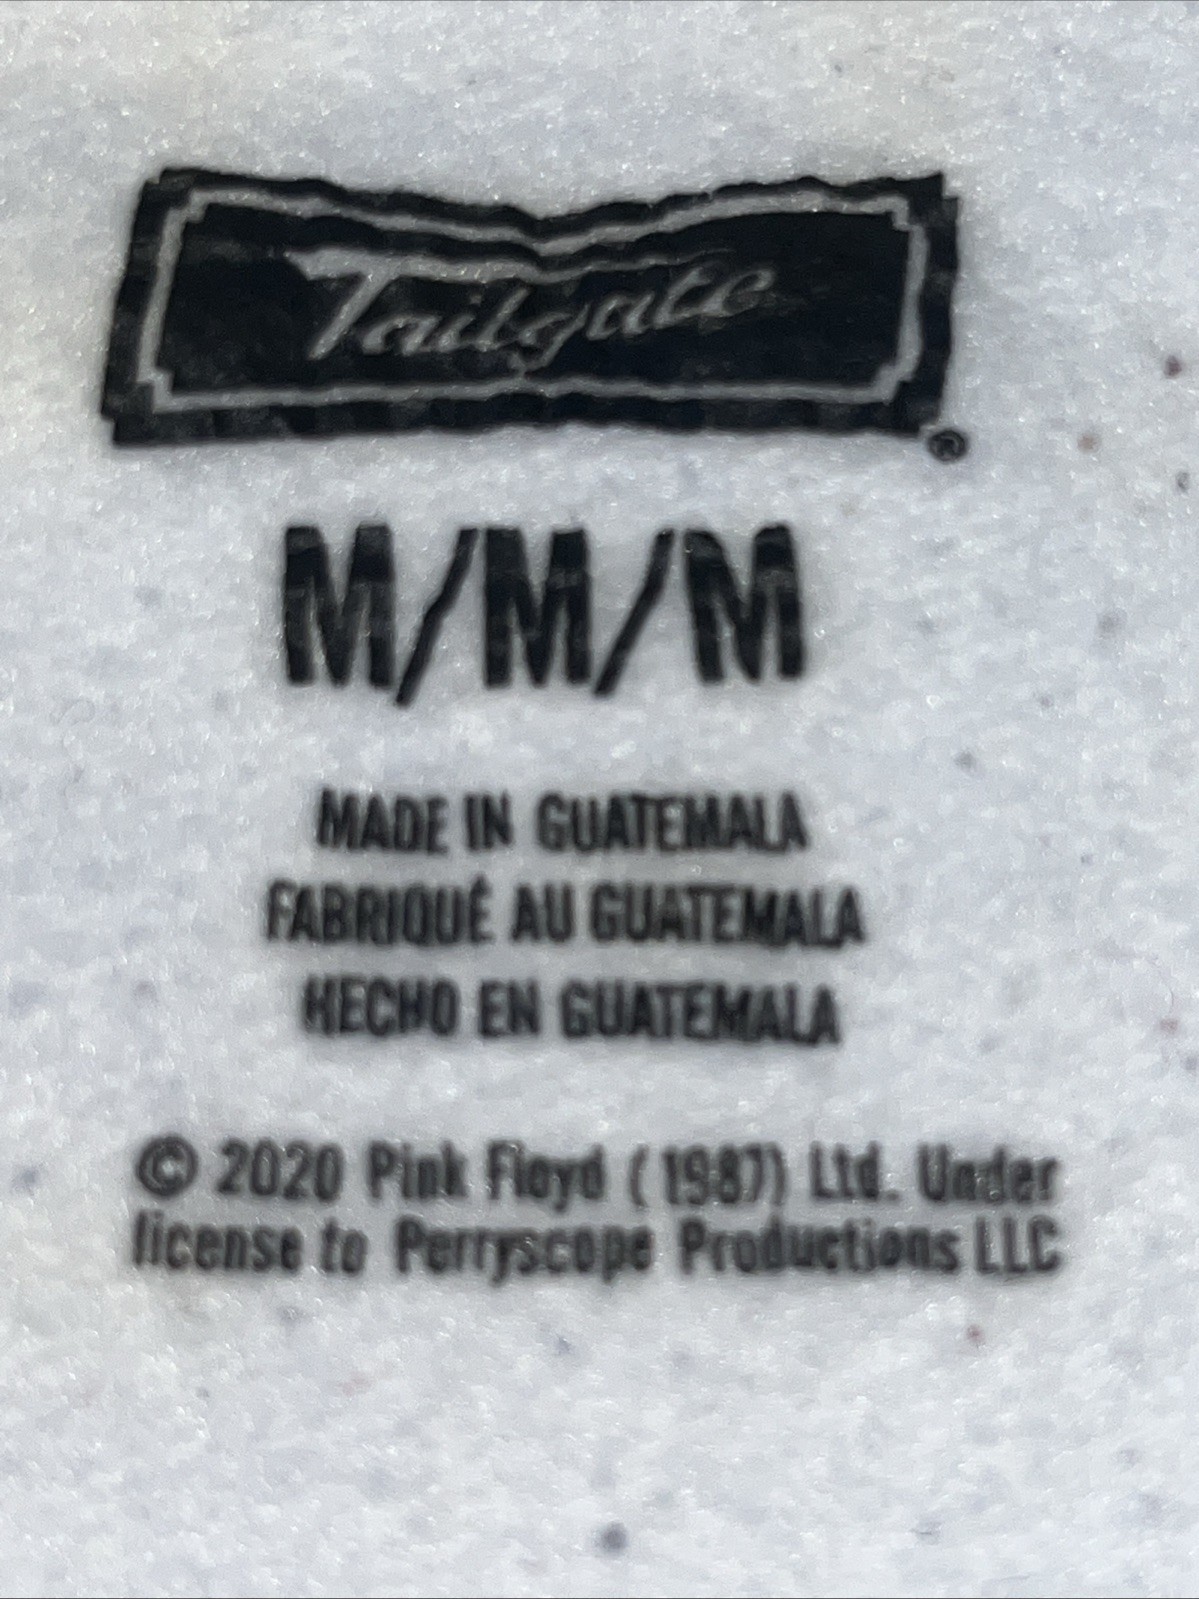 Tailgate
®
M/M/M
MADE IN GUATEMALA
FABRIQUÉ AU GUATEMALA
HECHO EN GUATEMALA
© 2020 Pink Floyd (1987) Ltd. Under
license to Perryscope Productions LLC